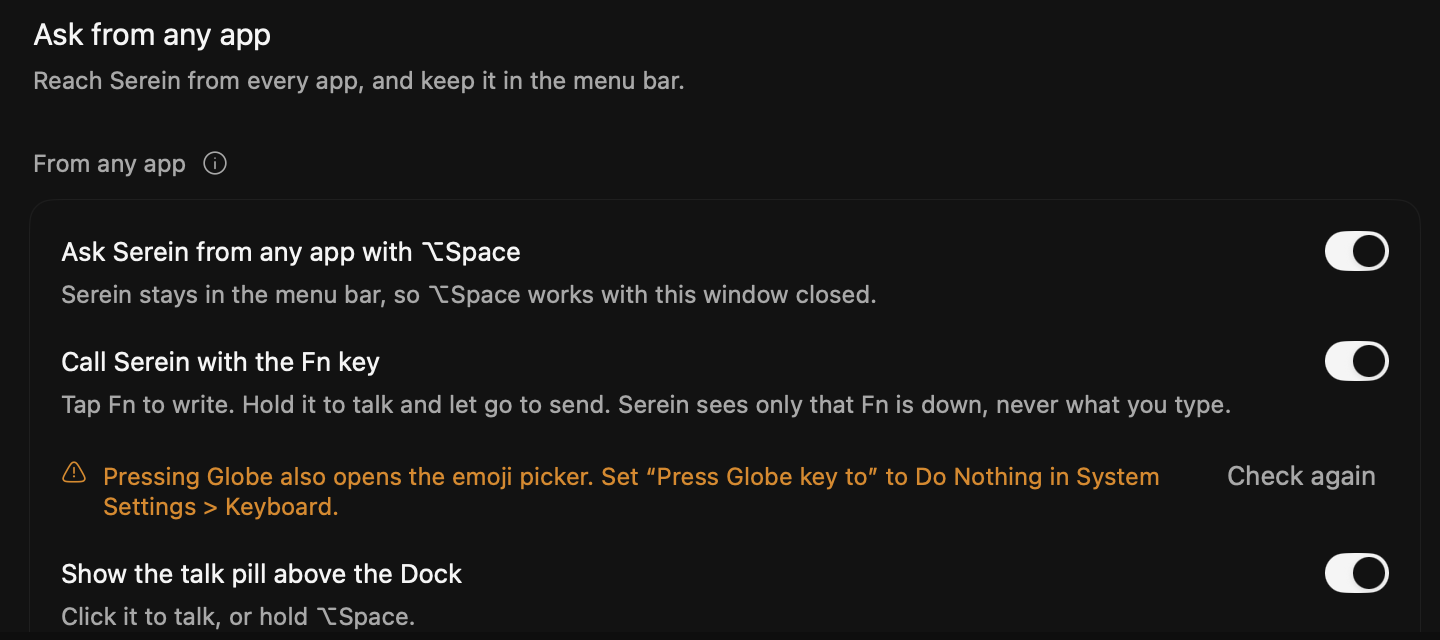 Ask from any app
Reach Serein from every app, and keep it in the menu bar.
From any app
Ask Serein from any app with ⌥Space
Serein stays in the menu bar, so ⌥Space works with this window closed.
Call Serein with the Fn key
Tap Fn to write. Hold it to talk and let go to send. Serein sees only that Fn is down, never what you type.
Pressing Globe also opens the emoji picker. Set “Press Globe key to” to Do Nothing in System
Settings > Keyboard.
Check again
Show the talk pill above the Dock
Click it to talk, or hold ⌥Space.